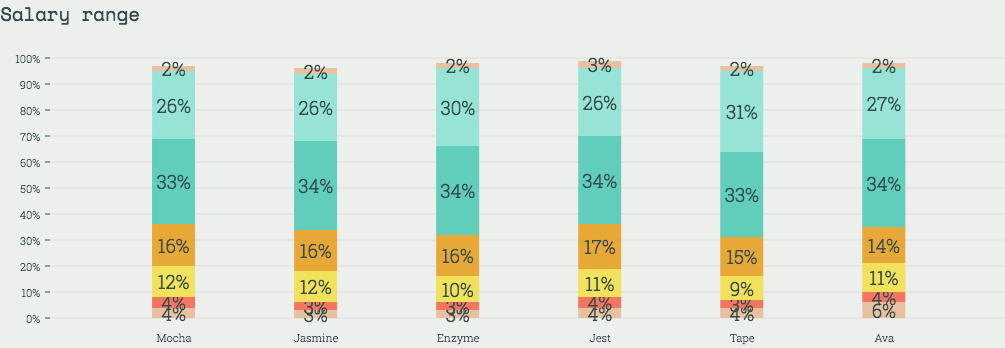 Salary range
100%
90%
80%
70%
60%
50%
40%
30%
20%
10%
0%
2% 2% 2% 3% 2% 2%
26% 26% 30% 26% 31% 27%
33% 34% 34% 34% 33% 34%
16% 16% 16% 17% 15% 14%
12% 12% 10% 11% 9% 11%
4% 3% 3% 4% 3% 4%
4% 3% 3% 4% 4% 6%
Mocha Jasmine Enzyme Jest Tape Ava